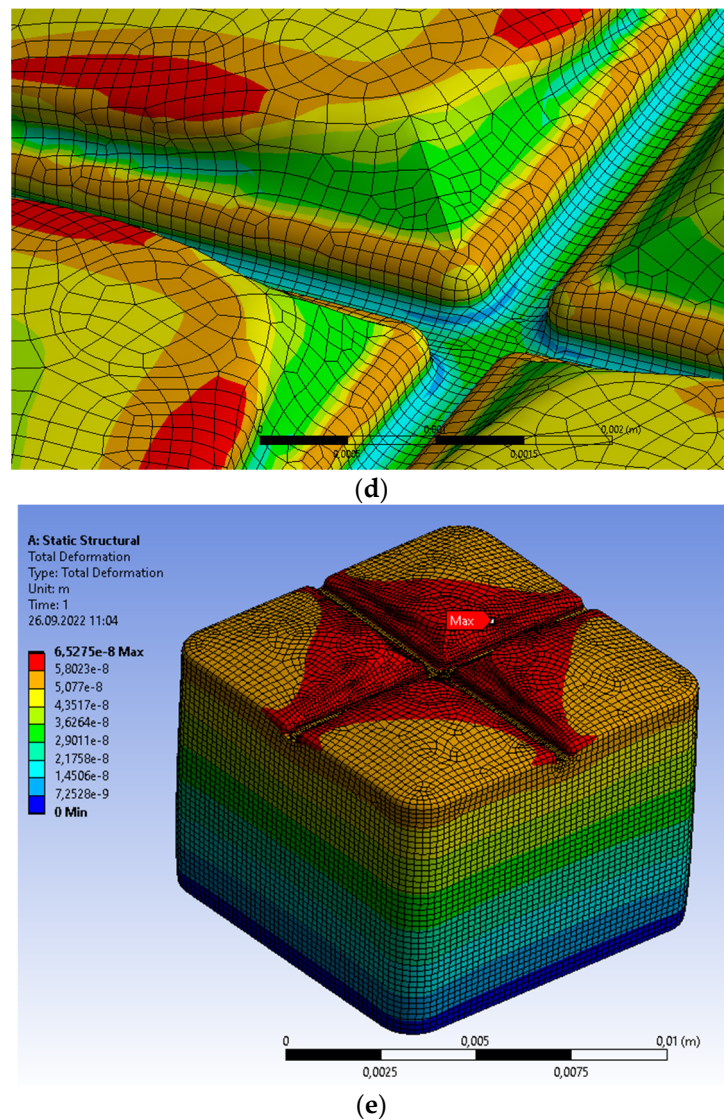 0 0,001 0,002 (m)
0,0005 0,0015
(d)
A: Static Structural
Total Deformation
Type: Total Deformation
Unit: m
Time: 1
26.09.2022 11:04
6,5275e-8 Max
5,8023e-8
5,077e-8
4,3517e-8
3,6264e-8
2,9011e-8
2,1758e-8
1,4506e-8
7,2528e-9
0 Min
Max
0 0,005 0,01 (m)
0,0025 0,0075
(e)